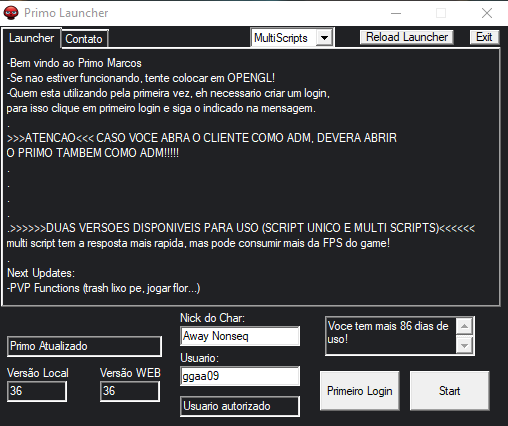 Primo Launcher
Launcher
Contato
MultiScripts
Reload Launcher
Exit
-Bem vindo ao Primo Marcos
-Se nao estiver funcionando, tente colocar em OPENGL!
-Quem esta utilizando pela primeira vez, eh necessario criar um login,
para isso clique em primeiro login e siga o indicado na mensagem.
.
>>>ATENCAO<<< CASO VOCE ABRA O CLIENTE COMO ADM, DEVERA ABRIR
O PRIMO TAMBEM COMO ADM!!!!!
.
.
.
.
.>>>>>>DUAS VERSOES DISPONIVEIS PARA USO (SCRIPT UNICO E MULTI SCRIPTS)<<<<<<
multi script tem a resposta mais rapida, mas pode consumir mais da FPS do game!
.
Next Updates:
-PVP Functions (trash lixo pe, jogar flor...)
Nick do Char:
Away Nonseq
Voce tem mais 86 dias de
uso!
Primo Atualizado
Usuario:
ggaa09
Versão Local
Versão WEB
36
36
Usuario autorizado
Primeiro Login
Start